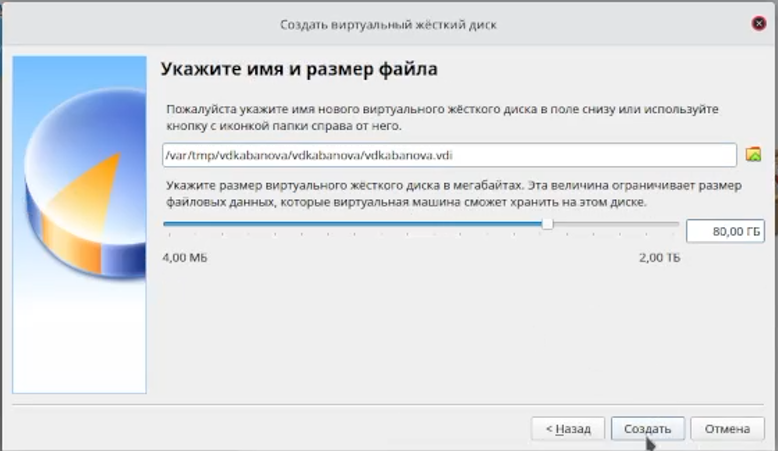 Создать виртуальный жёсткий диск
Укажите имя и размер файла
Пожалуйста укажите имя нового виртуального жёсткого диска в поле снизу или используйте
кнопку с иконкой папки справа от него.
/var/tmp/vdkabanova/vdkabanova/vdkabanova.vdi
Укажите размер виртуального жёсткого диска в мегабайтах. Эта величина ограничивает размер
файловых данных, которые виртуальная машина сможет хранить на этом диске.
80,00 ГБ
4,00 МБ
2,00 ТБ
< Назад
Создать
Отмена